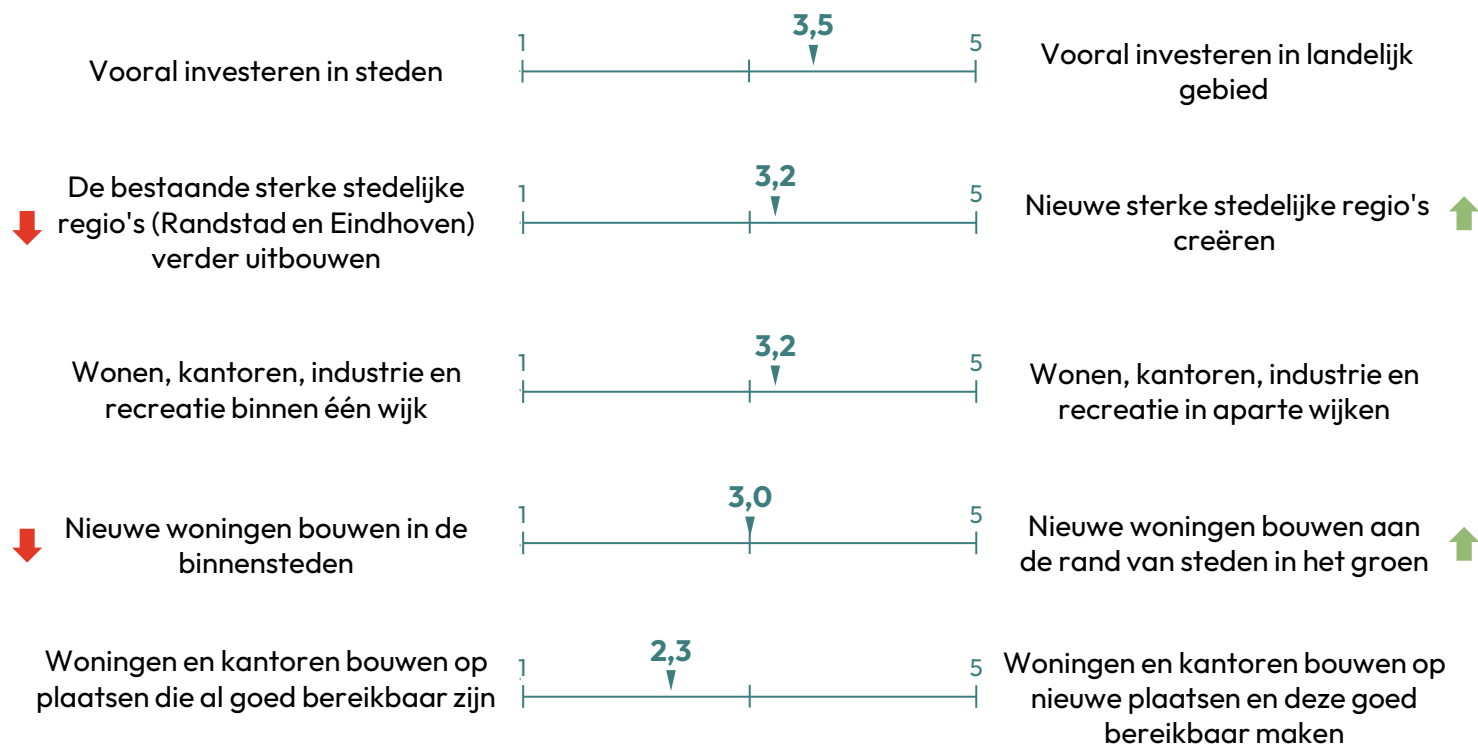 Vooral investeren in steden
1
3,5
5
Vooral investeren in landelijk
gebied
De bestaande sterke stedelijke
regio's (Randstad en Eindhoven)
verder uitbouwen
1
3,2
5
Nieuwe sterke stedelijke regio's
creëren
Wonen, kantoren, industrie en
recreatie binnen één wijk
1
3,2
5
Wonen, kantoren, industrie en
recreatie in aparte wijken
Nieuwe woningen bouwen in de
binnensteden
1
3,0
5
Nieuwe woningen bouwen aan
de rand van steden in het groen
Woningen en kantoren bouwen op
plaatsen die al goed bereikbaar zijn
1
2,3
5
Woningen en kantoren bouwen op
nieuwe plaatsen en deze goed
bereikbaar maken